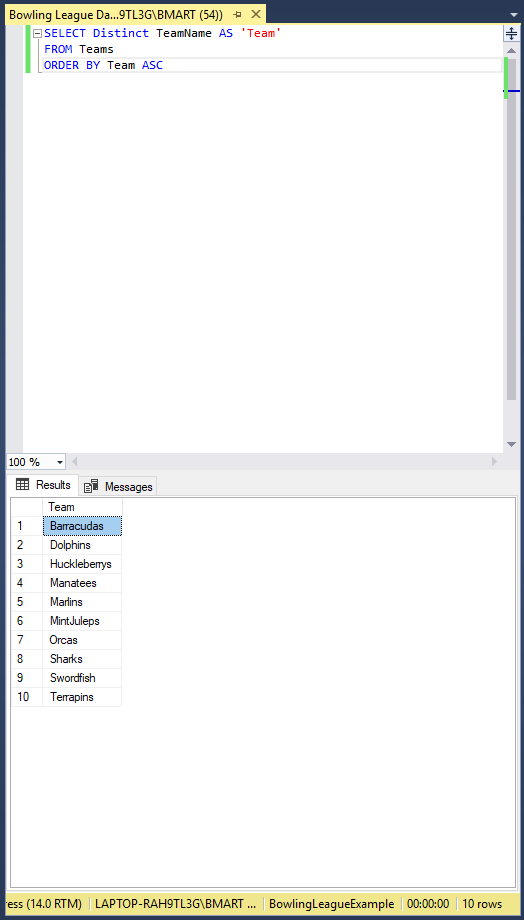 Bowling League Da...9TL3G\BMART (54))
SELECT Distinct TeamName AS 'Team'
FROM Teams
ORDER BY Team ASC
100 %
Results Messages
Team
1 Barracudas
2 Dolphins
3 Huckleberrys
4 Manatees
5 Marlins
6 MintJuleps
7 Orcas
8 Sharks
9 Swordfish
10 Terrapins
ress (14.0 RTM) LAPTOP-RAH9TL3G\BMART ... BowlingLeagueExample 00:00:00 10 rows